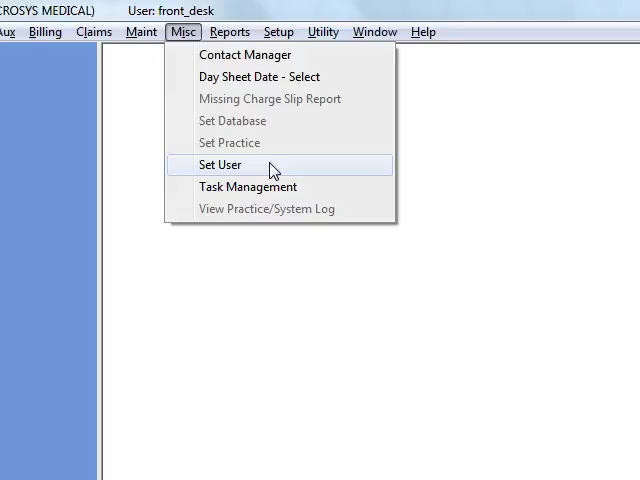 CROSYS MEDICAL) User: front_desk
Aux Billing Claims Maint Misc Reports Setup Utility Window Help
Contact Manager
Day Sheet Date - Select
Missing Charge Slip Report
Set Database
Set Practice
Set User
Task Management
View Practice/System Log